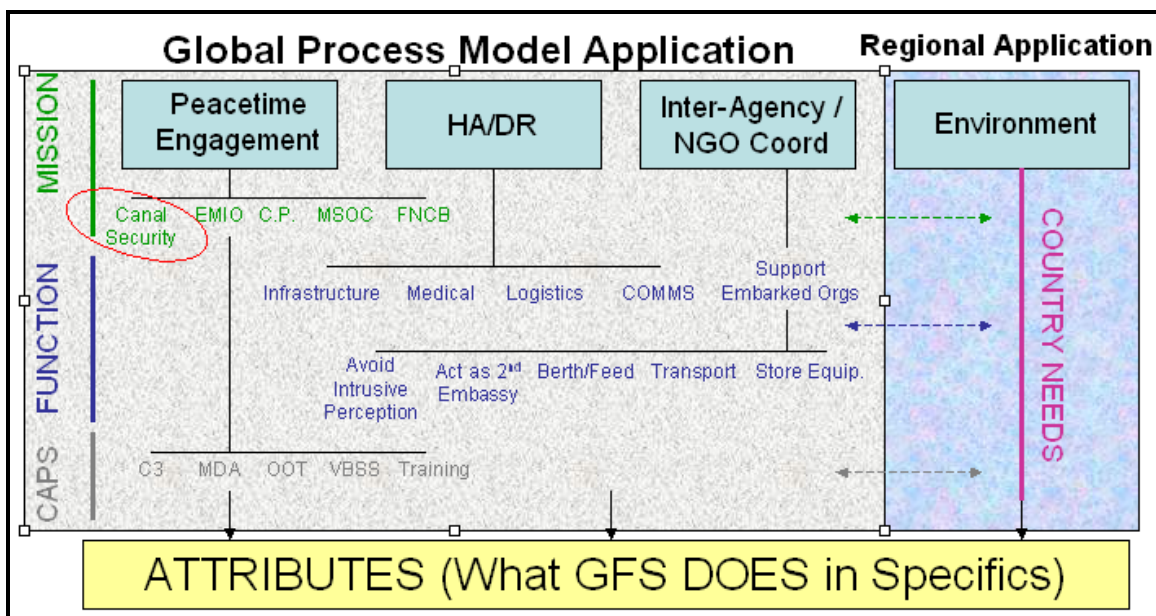 Global Process Model Application
Regional Application
MISSION
Peacetime
Engagement
HA/DR
Inter-Agency /
NGO Coord
Environment
Canal
Security
EMIO C.P. MSOC FNCB
FUNCTION
Infrastructure Medical Logistics COMMS
Support
Embarked Orgs
Avoid
Intrusive
Perception
Act as 2nd
Embassy
Berth/Feed Transport Store Equip.
COUNTRY NEEDS
CAPS
C3 MDA OOT VBSS Training
ATTRIBUTES (What GFS DOES in Specifics)